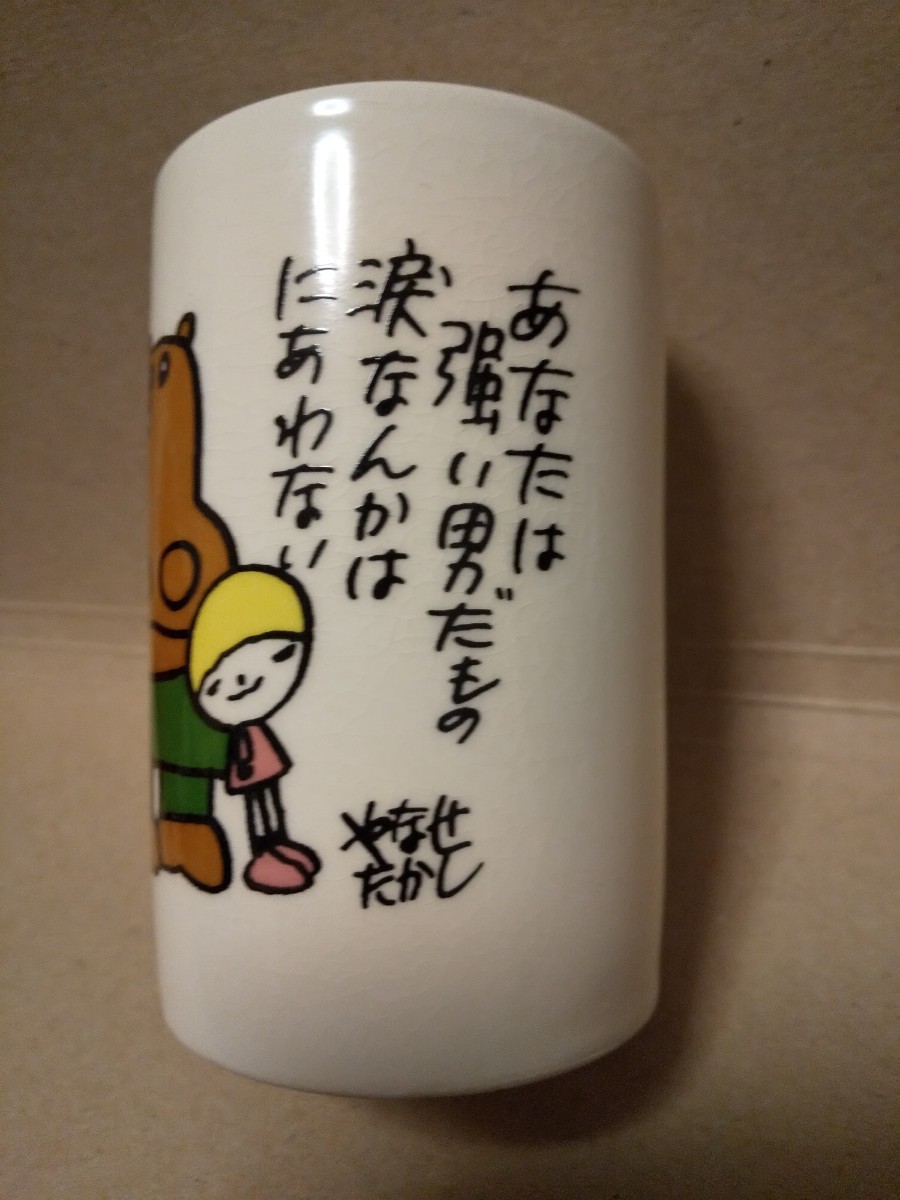 あなたは
強い男だもの
涙なんかは
にあわない
やなせ
たかし